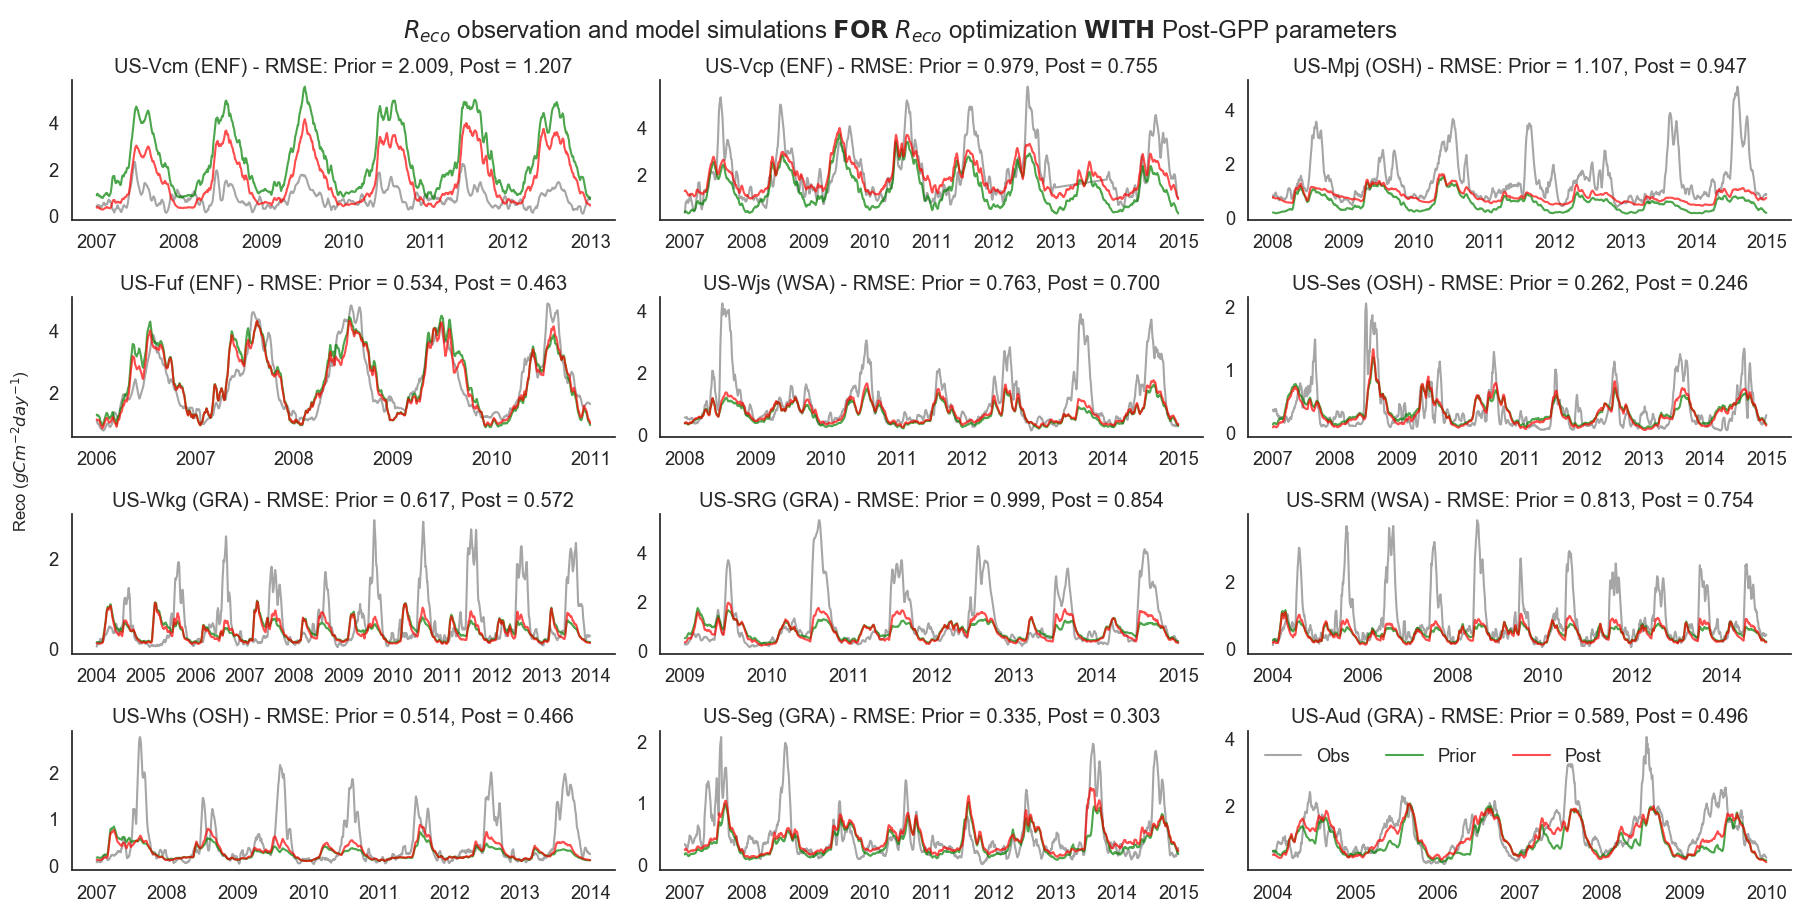 R_eco observation and model simulations FOR R_eco optimization WITH Post-GPP parameters
US-Vcm (ENF) - RMSE: Prior = 2.009, Post = 1.207
US-Vcp (ENF) - RMSE: Prior = 0.979, Post = 0.755
US-Mpj (OSH) - RMSE: Prior = 1.107, Post = 0.947
4
2
0
2007 2008 2009 2010 2011 2012 2013
4
2
2007 2008 2009 2010 2011 2012 2013 2014 2015
4
2
0
2008 2009 2010 2011 2012 2013 2014 2015
US-Fuf (ENF) - RMSE: Prior = 0.534, Post = 0.463
US-Wjs (WSA) - RMSE: Prior = 0.763, Post = 0.700
US-Ses (OSH) - RMSE: Prior = 0.262, Post = 0.246
4
2
2006 2007 2008 2009 2010 2011
4
2
0
2008 2009 2010 2011 2012 2013 2014 2015
2
1
0
2007 2008 2009 2010 2011 2012 2013 2014 2015
Reco (gCm⁻²day⁻¹)
US-Wkg (GRA) - RMSE: Prior = 0.617, Post = 0.572
US-SRG (GRA) - RMSE: Prior = 0.999, Post = 0.854
US-SRM (WSA) - RMSE: Prior = 0.813, Post = 0.754
2
0
2004 2005 2006 2007 2008 2009 2010 2011 2012 2013 2014
4
2
0
2009 2010 2011 2012 2013 2014 2015
2
0
2004 2006 2008 2010 2012 2014
US-Whs (OSH) - RMSE: Prior = 0.514, Post = 0.466
US-Seg (GRA) - RMSE: Prior = 0.335, Post = 0.303
US-Aud (GRA) - RMSE: Prior = 0.589, Post = 0.496
2
1
0
2007 2008 2009 2010 2011 2012 2013 2014
2
1
0
2007 2008 2009 2010 2011 2012 2013 2014 2015
4
2
Obs Prior Post
2004 2005 2006 2007 2008 2009 2010